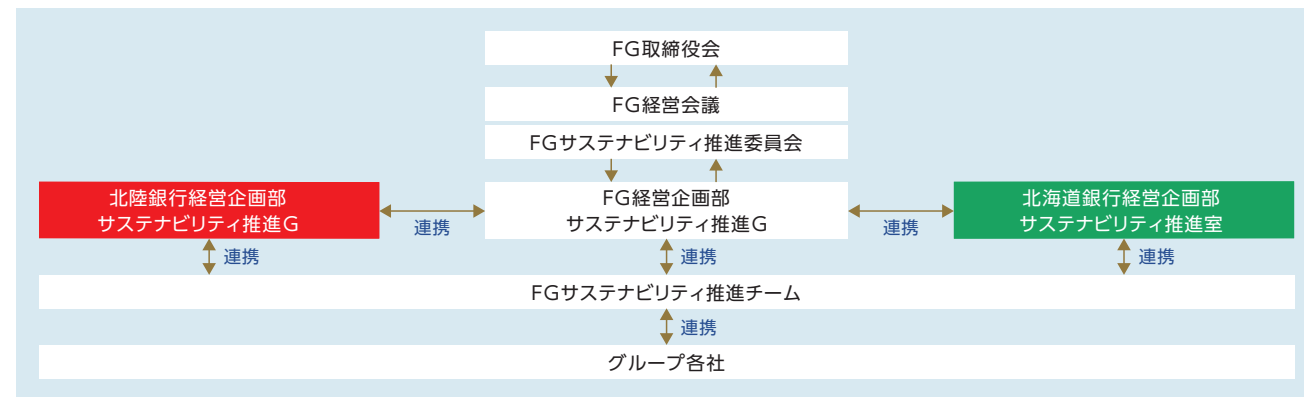 FG取締役会
FG経営会議
FGサステナビリティ推進委員会
北陸銀行経営企画部
サステナビリティ推進G
連携
FG経営企画部
サステナビリティ推進G
連携
北海道銀行経営企画部
サステナビリティ推進室
連携
連携
連携
FGサステナビリティ推進チーム
連携
グループ各社